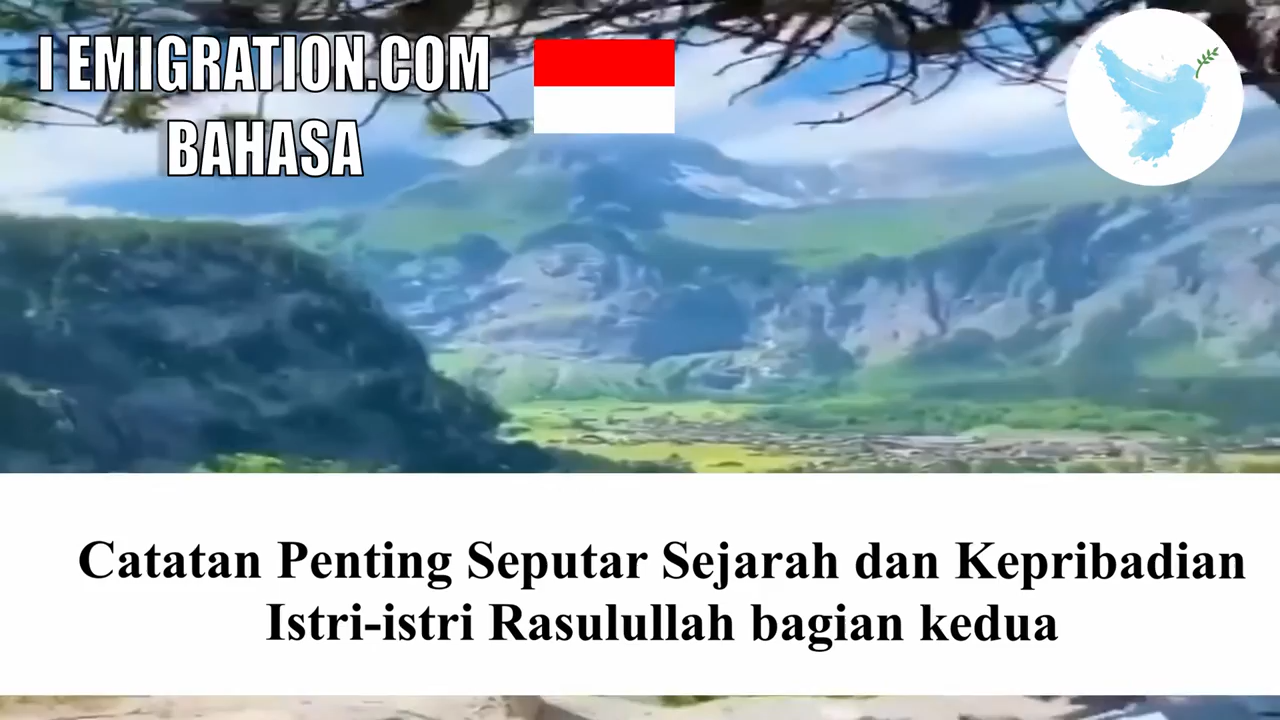 I EMIGRATION.COM
BAHASA
Catatan Penting Seputar Sejarah dan Kepribadian
Istri-istri Rasulullah bagian kedua